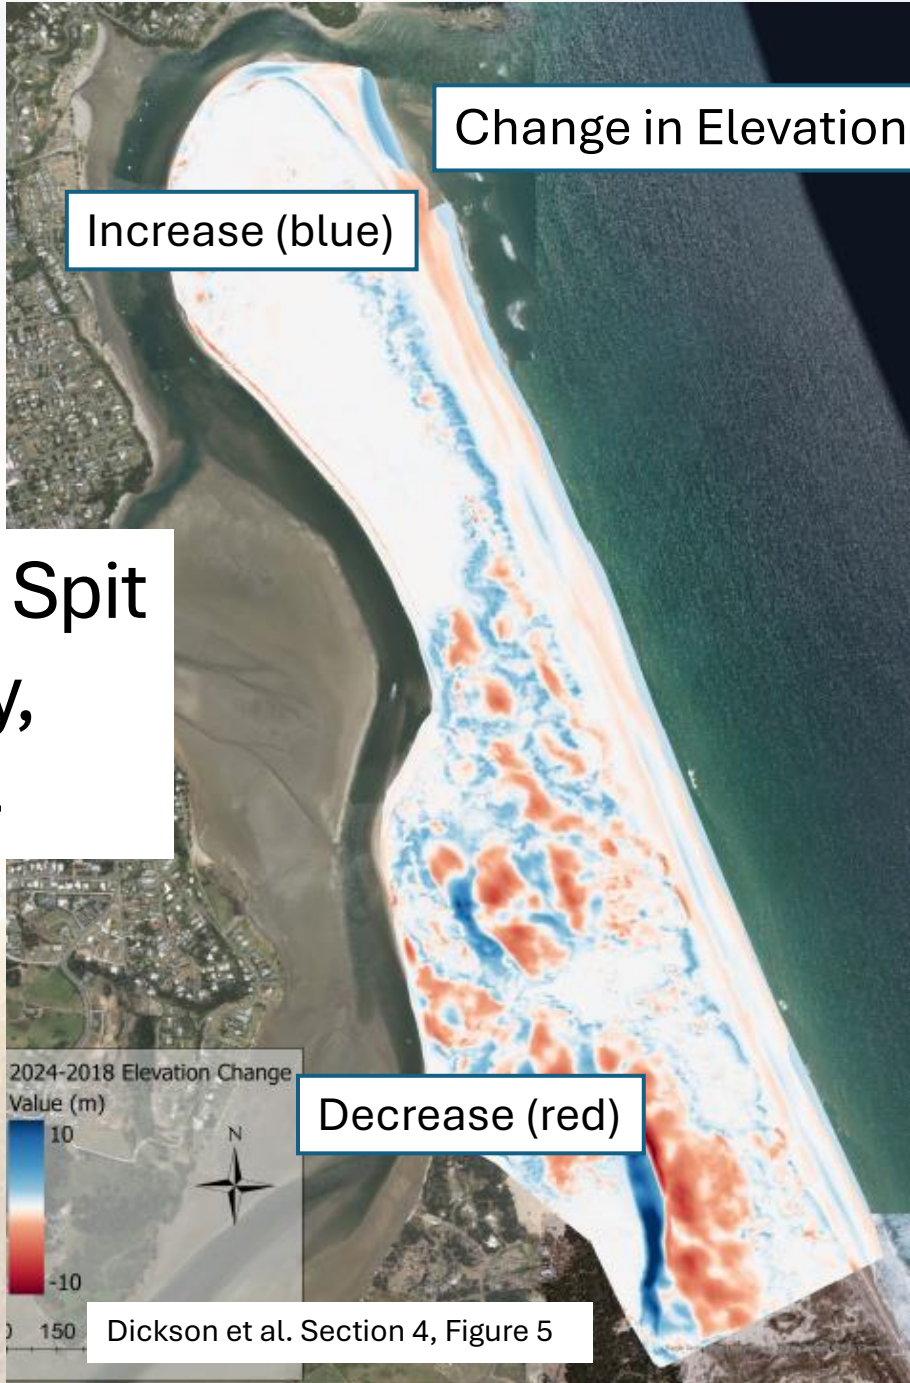 Change in Elevation
Increase (blue)
Spit
y,
Decrease (red)
2024-2018 Elevation Change
Value (m)
10
N
-10
150
Dickson et al. Section 4, Figure 5